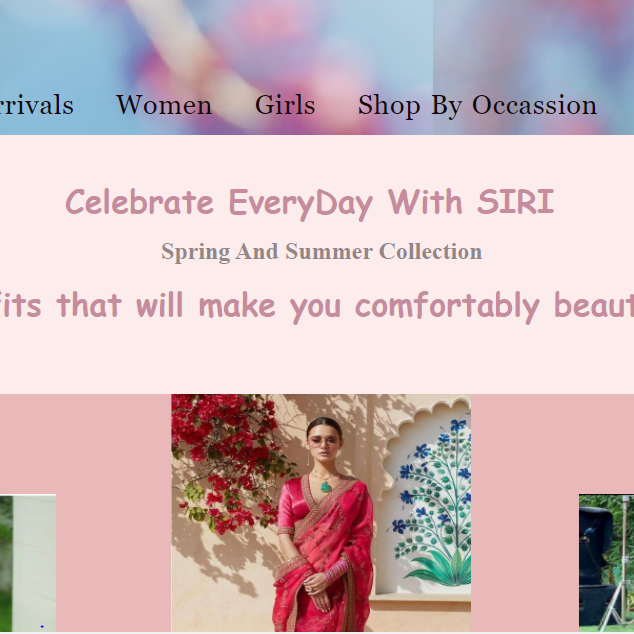 rrivals Women Girls Shop By Occassion
Celebrate EveryDay With SIRI
Spring And Summer Collection
fits that will make you comfortably beaut